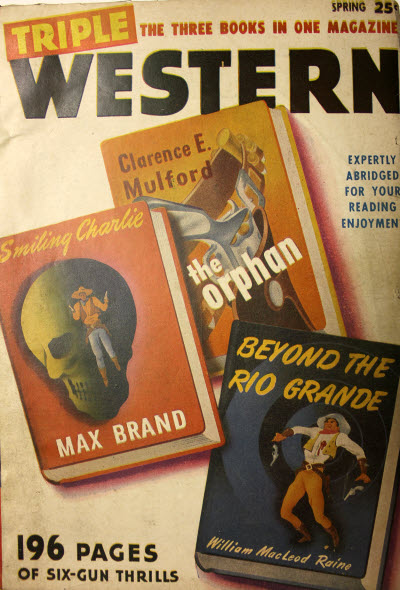 SPRING 25¢
TRIPLE
THE THREE BOOKS IN ONE MAGAZINE
WESTERN
Clarence E.
Mulford
the
orphan
EXPERTLY
ABRIDGED
FOR YOUR
READING
ENJOYMENT
Smiling Charlie
MAX BRAND
BEYOND THE
RIO GRANDE
William MacLeod Raine
196 PAGES
OF SIX-GUN THRILLS